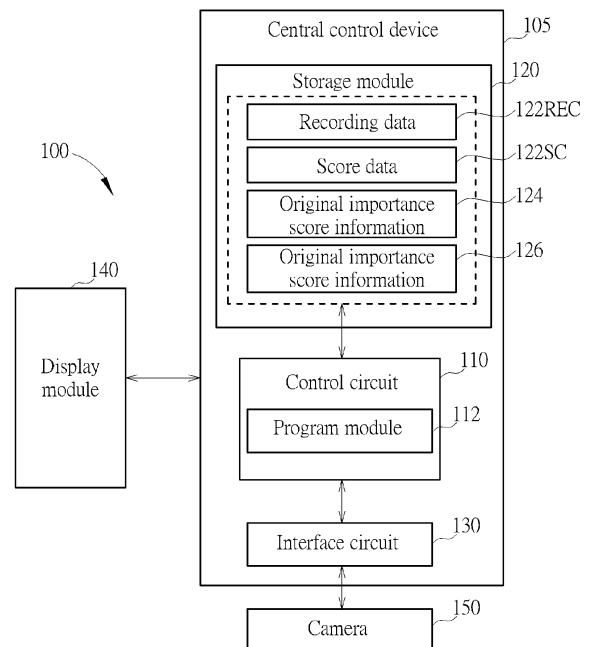 Central control device
105
Storage module
120
Recording data
122REC
Score data
122SC
Original importance
score information
124
Original importance
score information
126
100
140
Display
module
Control circuit
110
Program module
112
Interface circuit
130
Camera
150